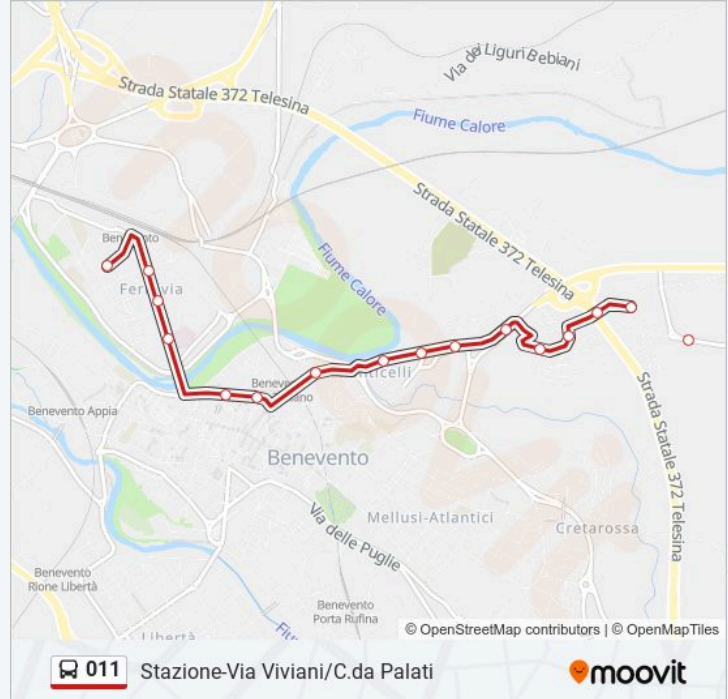 Via dei Liguri Bebiani
Strada Statale 372 Telesina
Fiume Calore
Strada Statale 372 Telesina
Benevento
Fiume Calore
Ferrovia
Strada Statale 372 Telesina
Benevento Appia
Benevento
Mellusi-Atlantici
Via delle Puglie
Cretarossa
Benevento
Rione Libertà
Benevento
Porta Rufina
Libertà
© OpenStreetMap contributors | © OpenMapTiles
011 Stazione-Via Viviani/C.da Palati
moovit